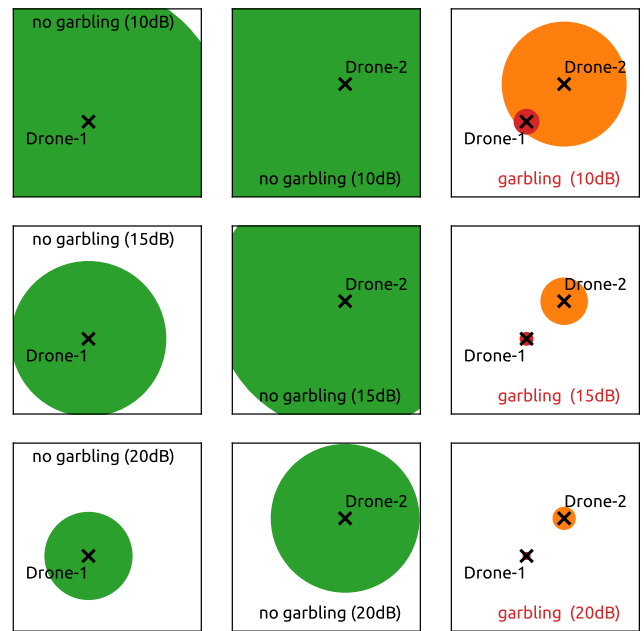 no garbling (10dB)
Drone-1
Drone-2
no garbling (10dB)
Drone-2
Drone-1
garbling (10dB)
no garbling (15dB)
Drone-1
Drone-2
no garbling (15dB)
Drone-2
Drone-1
garbling (15dB)
no garbling (20dB)
Drone-1
Drone-2
no garbling (20dB)
Drone-2
Drone-1
garbling (20dB)